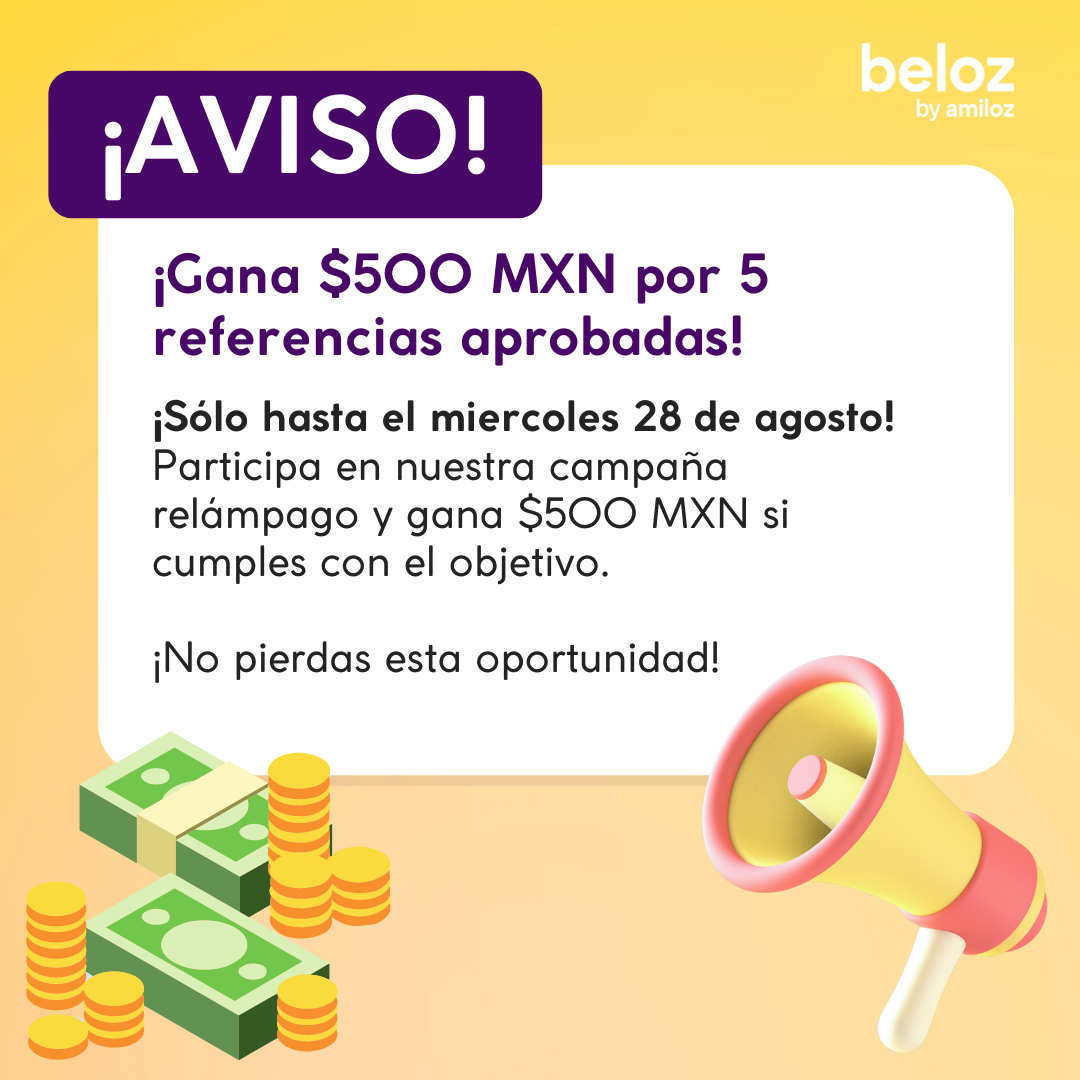 beloz
by amiloz
¡AVISO!
¡Gana $500 MXN por 5
referencias aprobadas!
¡Sólo hasta el miercoles 28 de agosto!
Participa en nuestra campaña
relámpago y gana $500 MXN si
cumples con el objetivo.
¡No pierdas esta oportunidad!